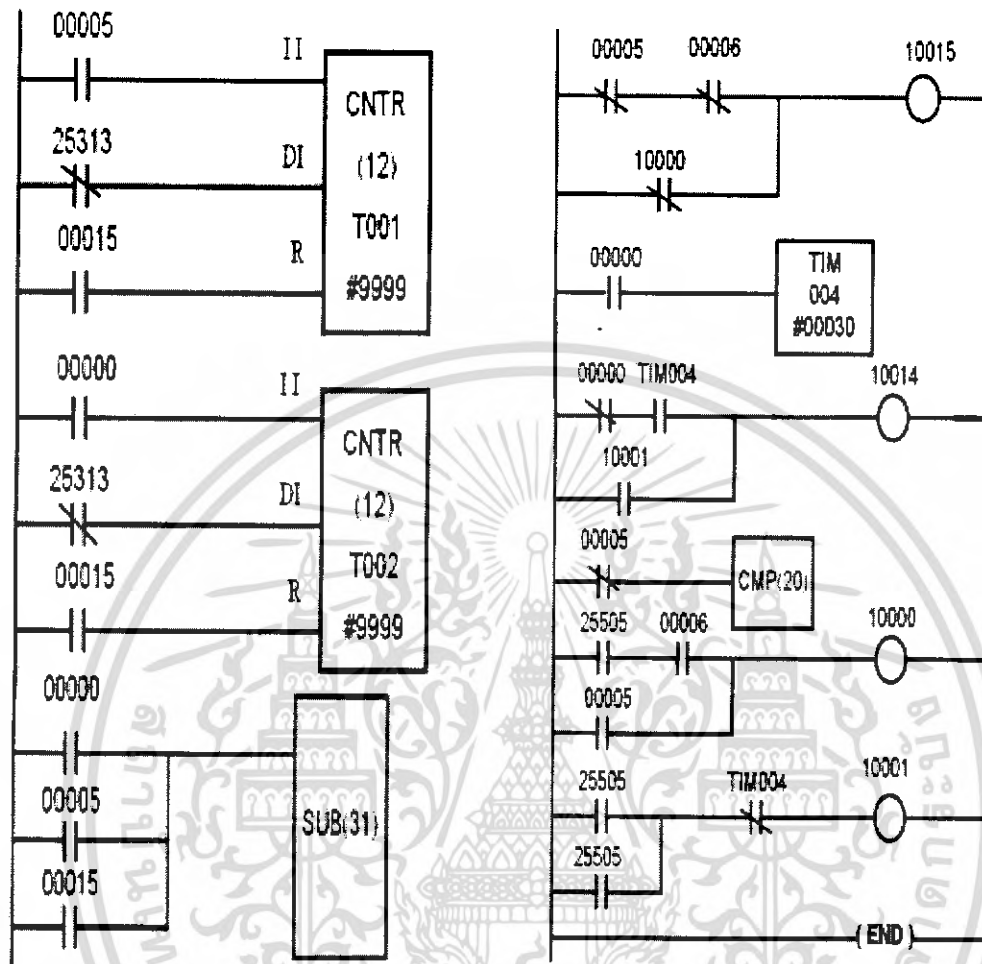 00005
II
CNTR
(12)
T001
#9999
25313
DI
00015
R
00000
II
CNTR
(12)
T002
#9999
25313
DI
00015
R
00000
SUB(31)
00005
00015
00005 00006 10015
10000
00000
TIM
004
#00030
00000 TIM004 10014
10001
00005
CMP(20)
25505 00006 10000
00005
25505 TIM004 10001
25505
(END)